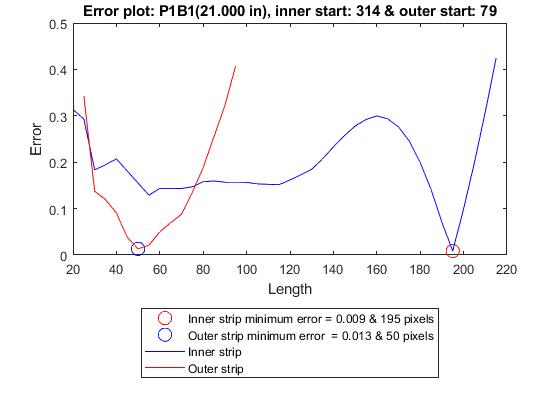 Error plot: P1B1(21.000 in), inner start: 314 & outer start: 79
0.5
0.4
0.3
0.2
0.1
0
Error
20 40 60 80 100 120 140 160 180 200 220
Length
Inner strip minimum error = 0.009 & 195 pixels
Outer strip minimum error = 0.013 & 50 pixels
Inner strip
Outer strip